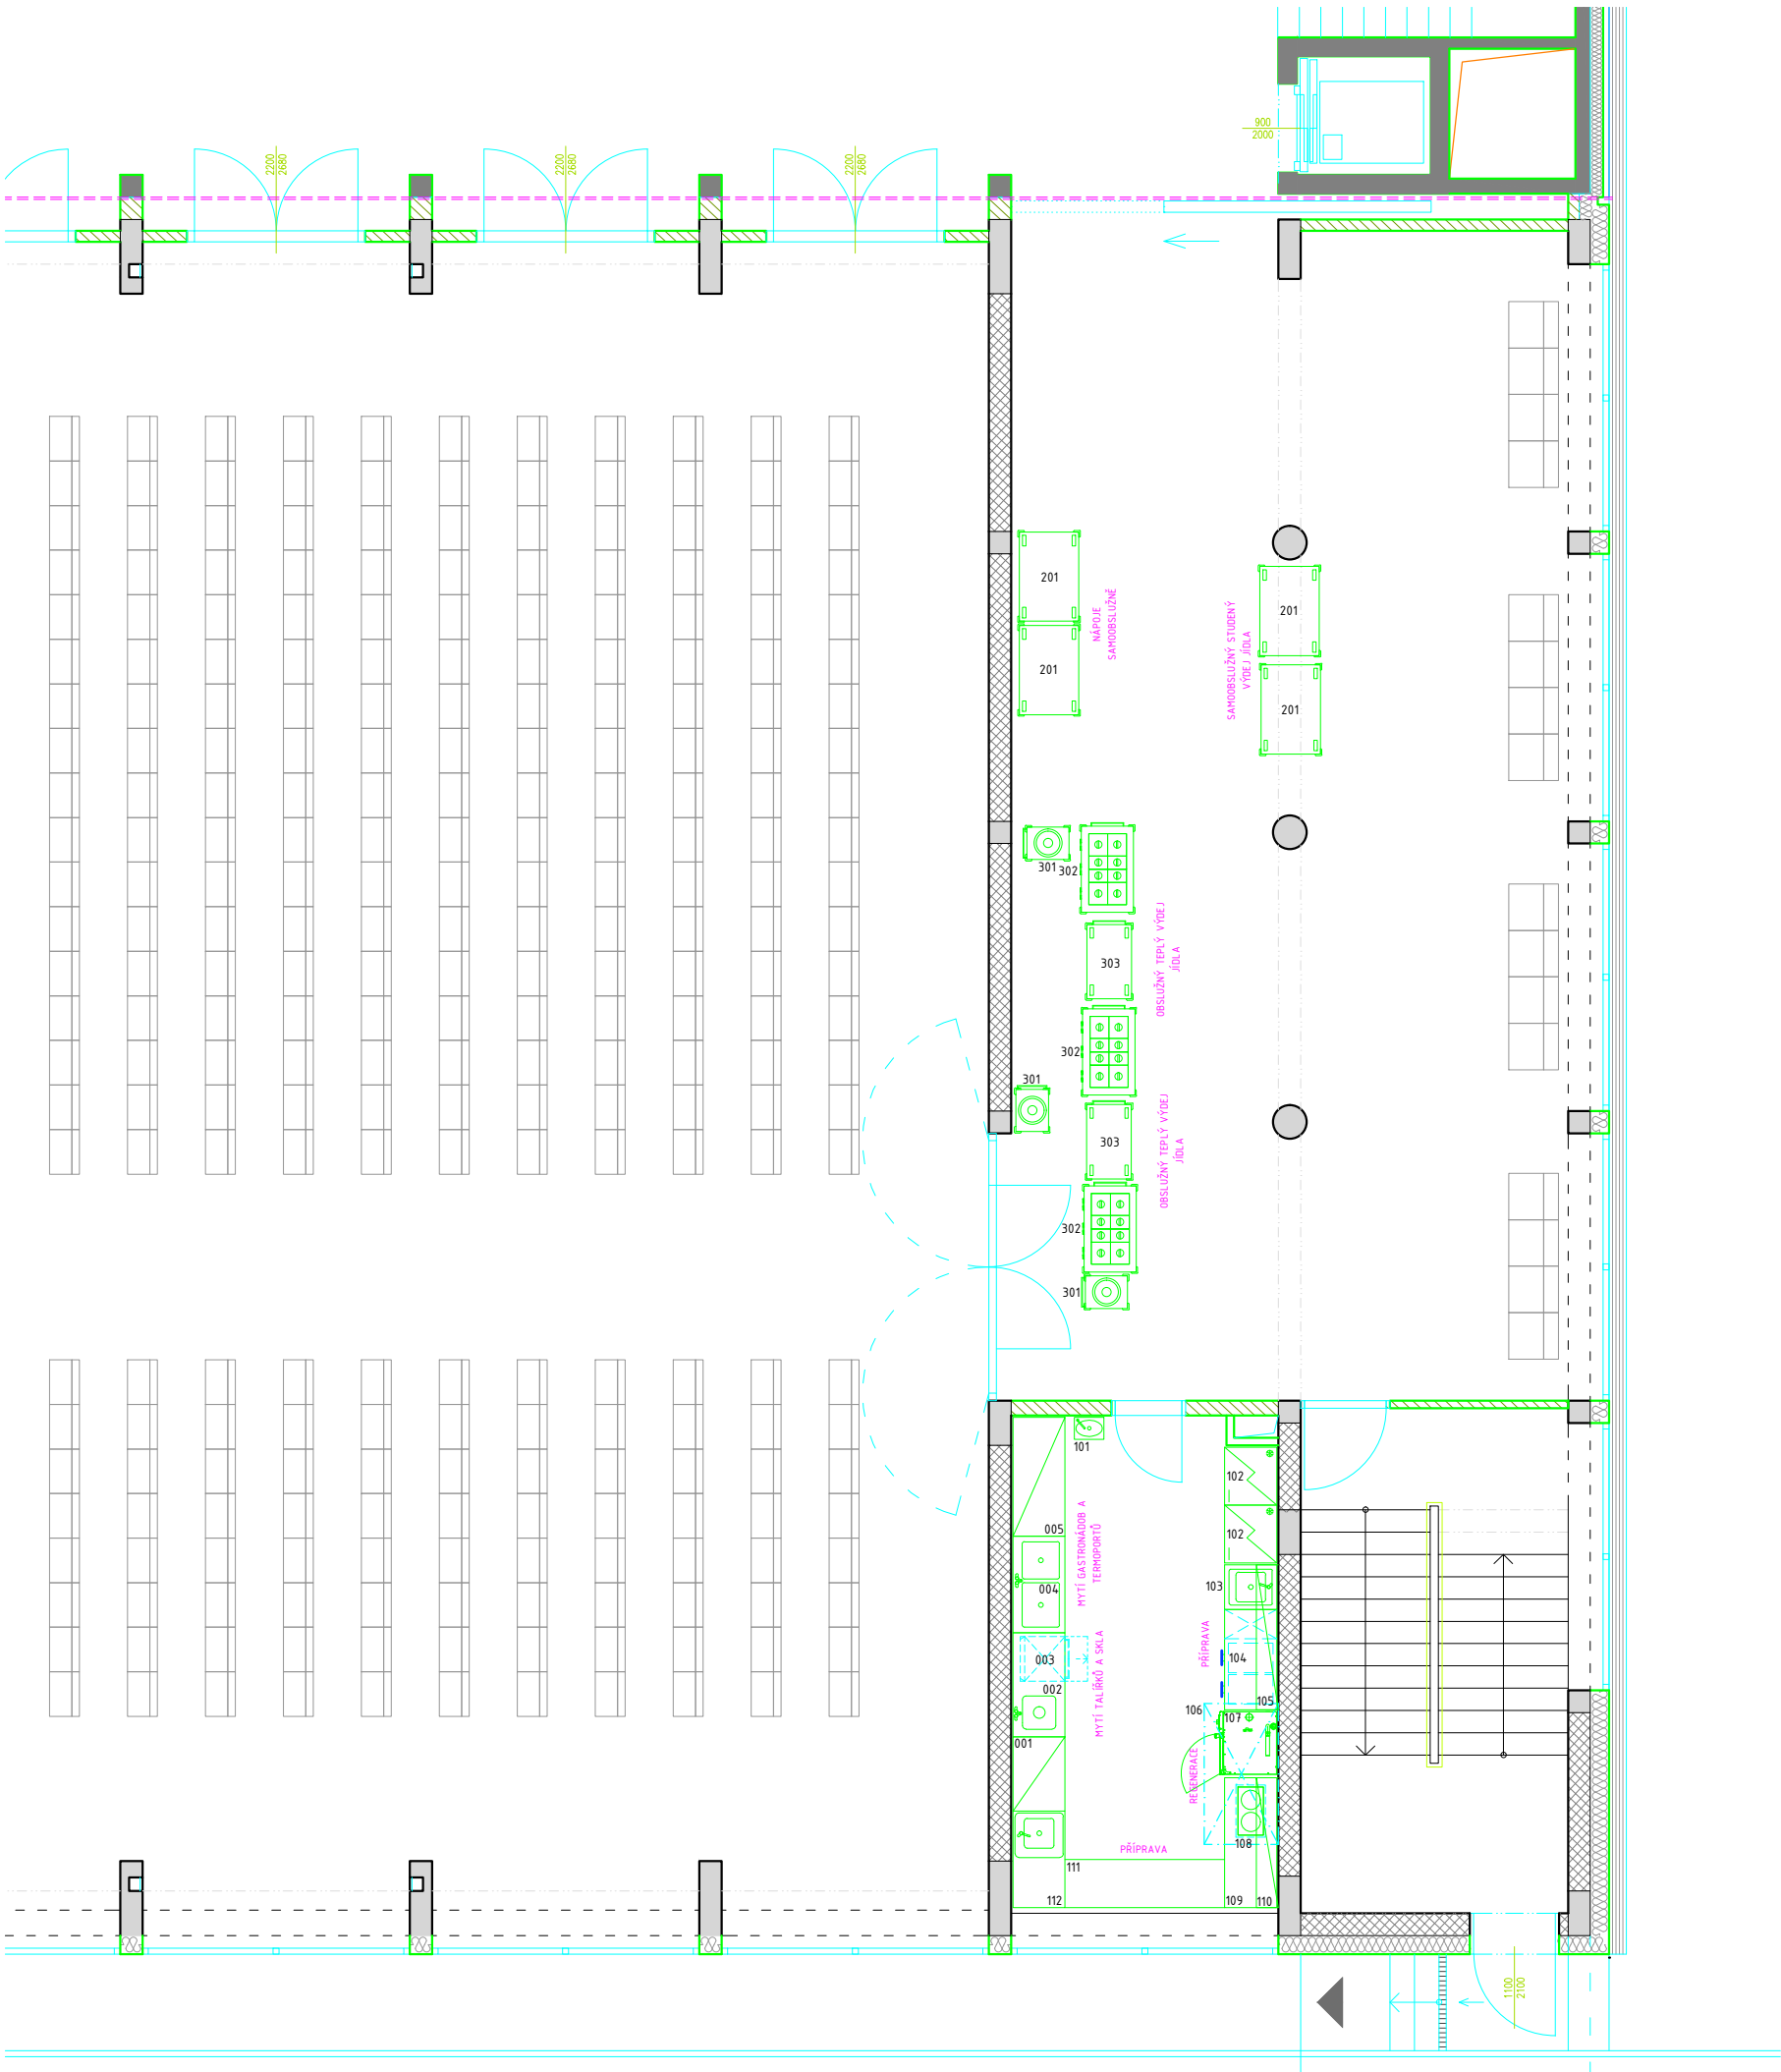 900
2000
2200
2680
2200
2680
2200
2680
201
201
NÁPOJE
SAMOOBSLUŽNĚ
201
201
SAMOOBSLUŽNÝ STUDENÝ
VÝDEJ JÍDLA
301
302
303
OBSLUŽNÝ TEPLÝ VÝDEJ
JÍDLA
302
301
303
OBSLUŽNÝ TEPLÝ VÝDEJ
JÍDLA
302
301
101
102
005
MYTÍ GASTRONÁDOB A
TERMOPORTŮ
102
004
103
003
MYTÍ TALÍŘKŮ A SKLA
PŘÍPRAVA
104
002
105
106
107
001
REGENERACE
108
PŘÍPRAVA
111
112
109
110
1100
2100